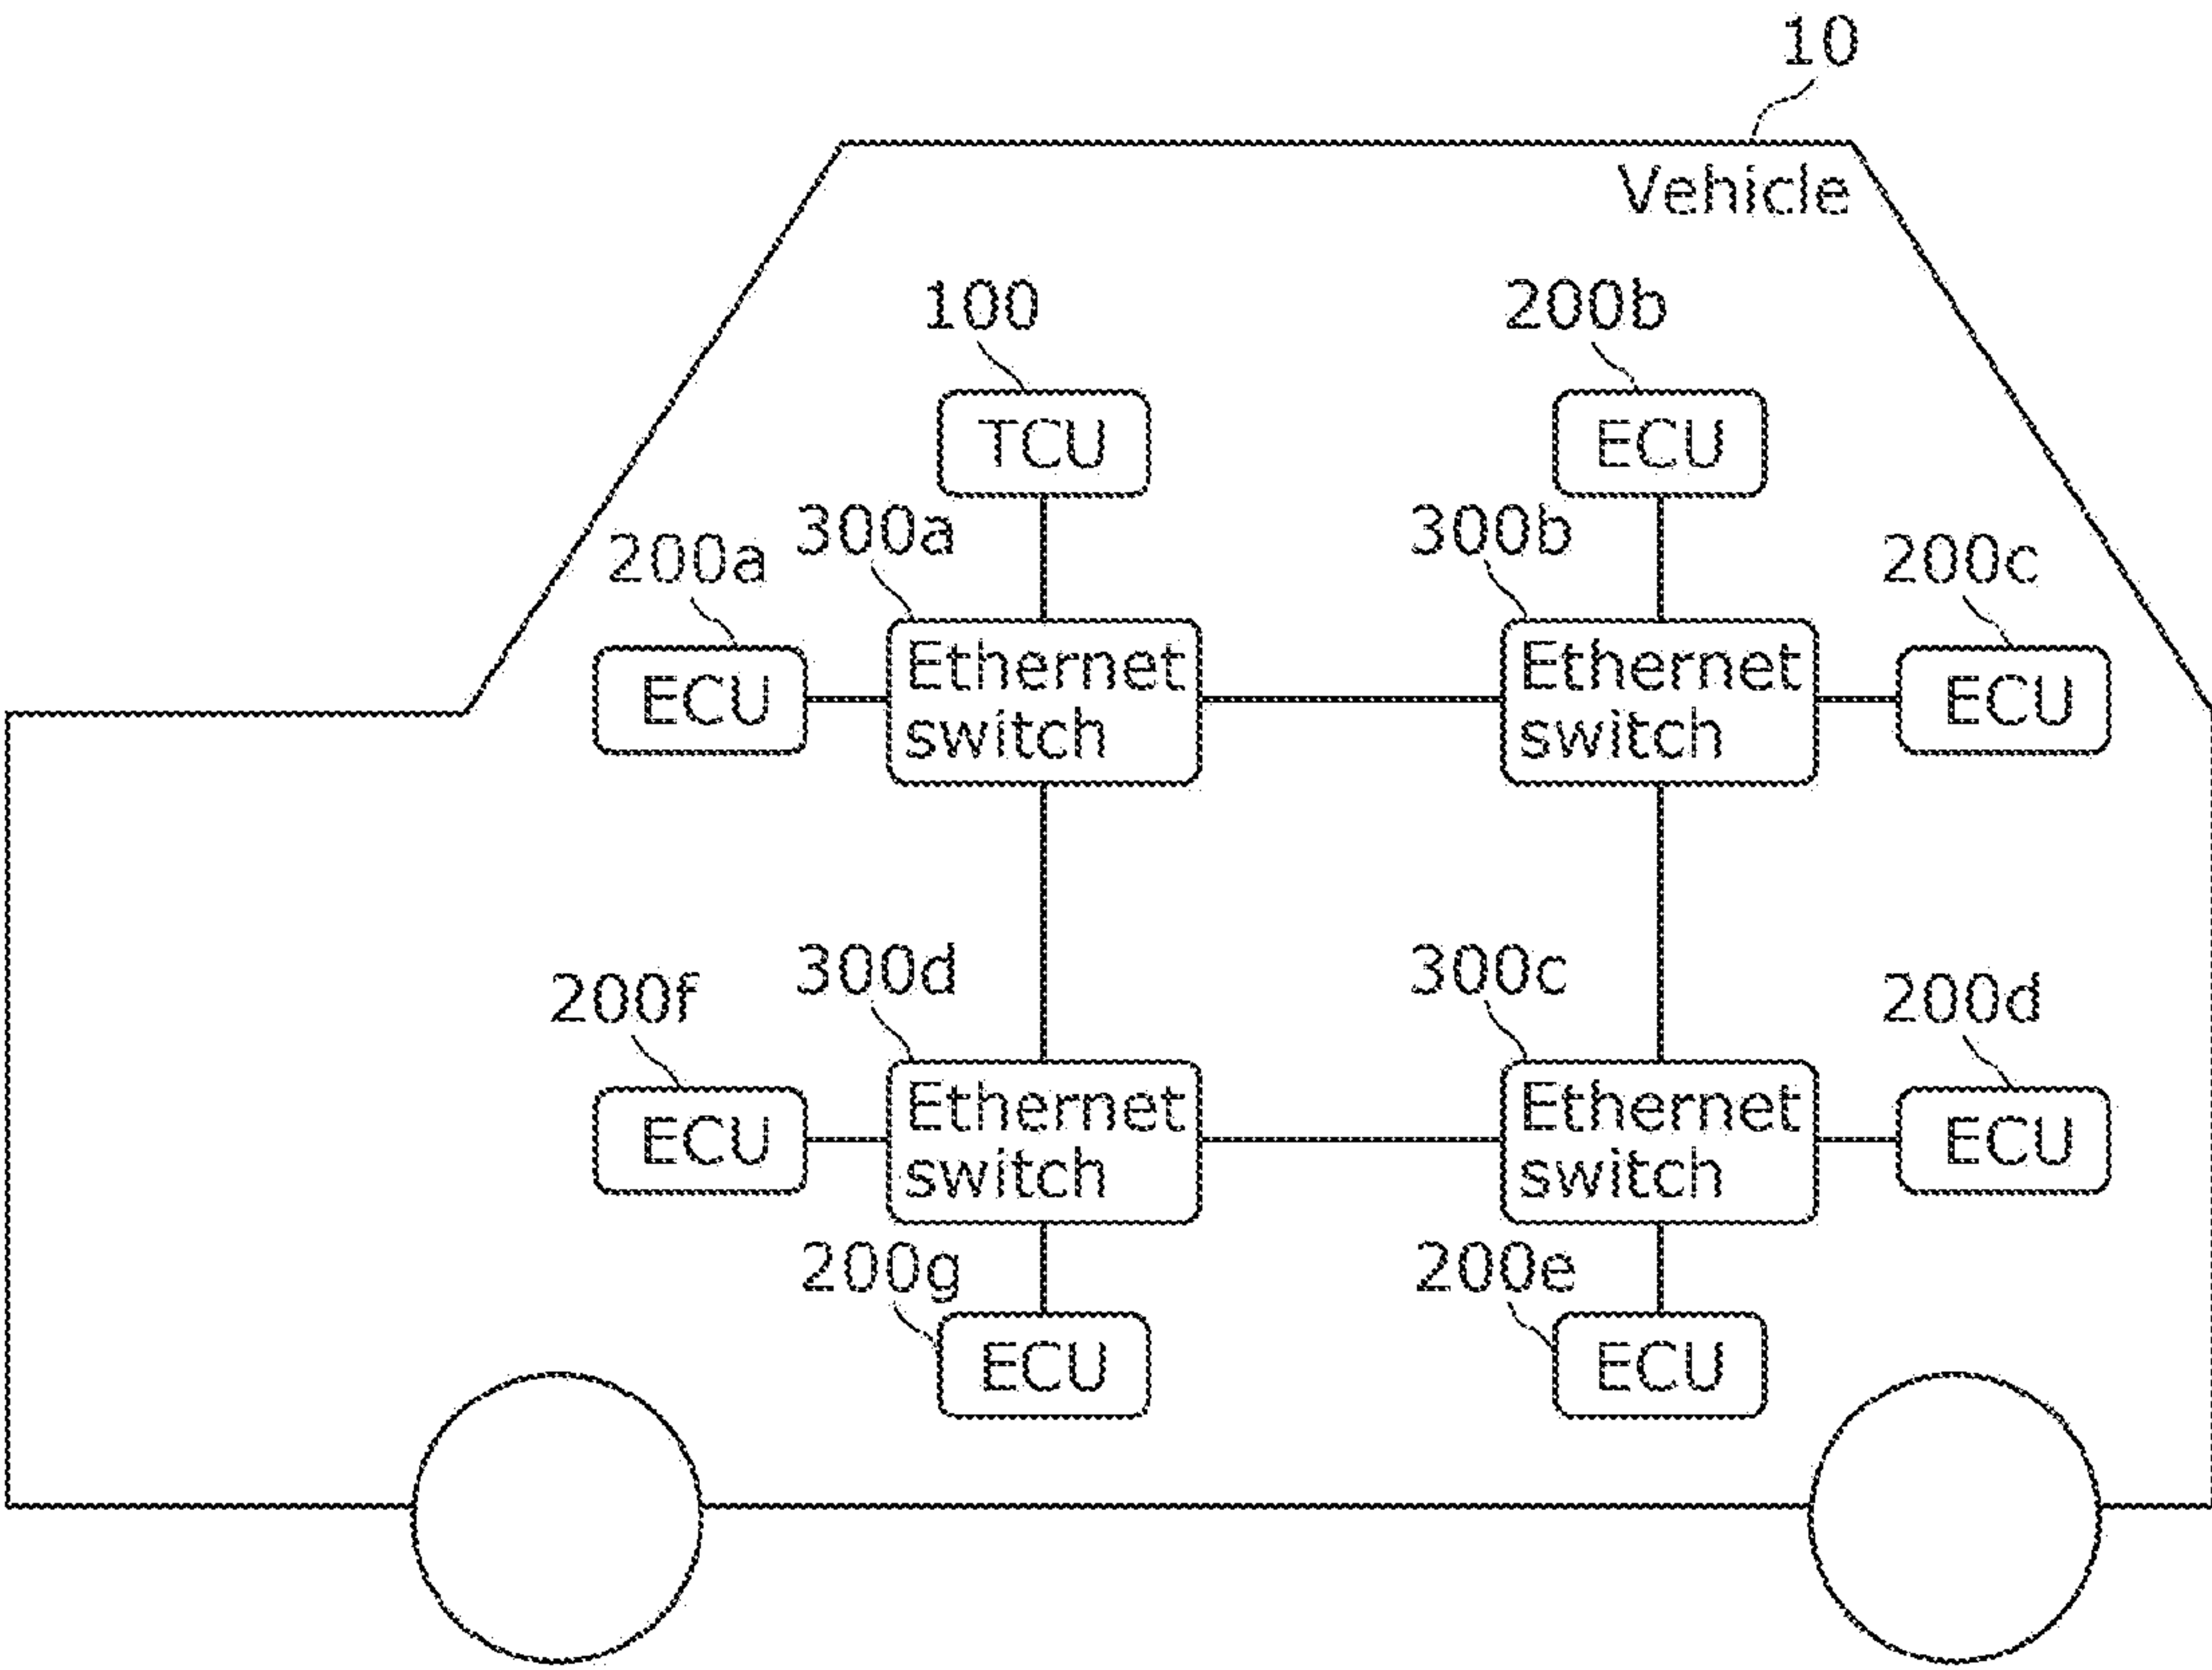 10
Vehicle
100
200b
TCU
ECU
300a
300b
200a
200c
Ethernet
switch
Ethernet
switch
ECU
ECU
300d
300c
200f
200d
Ethernet
switch
Ethernet
switch
ECU
ECU
200g
200e
ECU
ECU